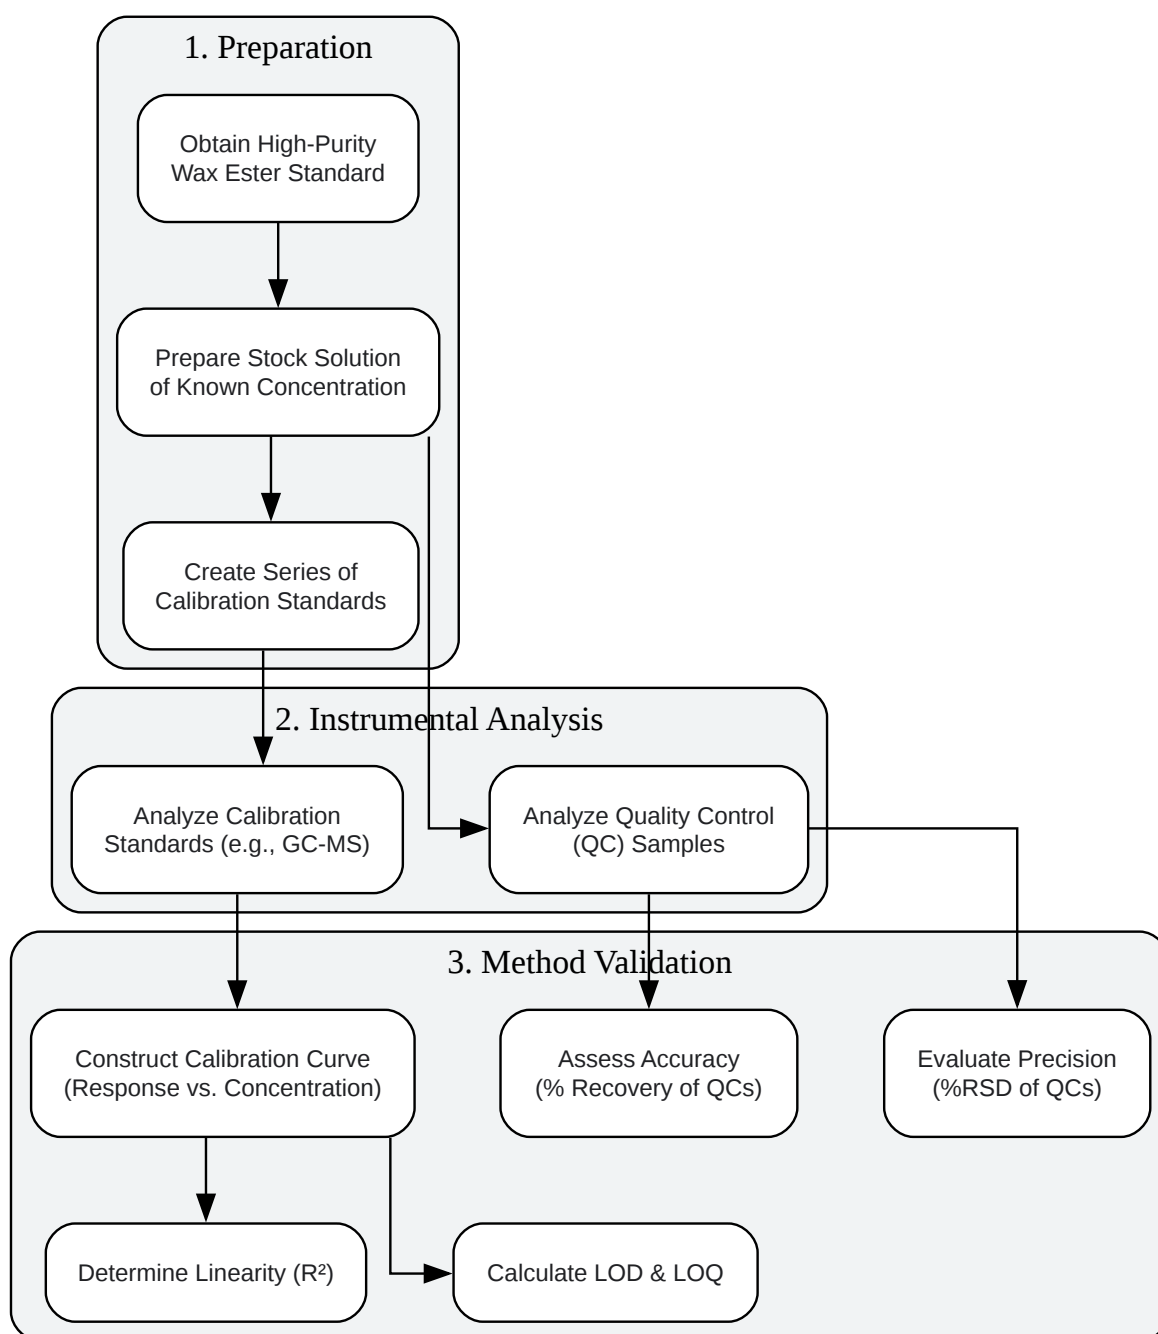 1. Preparation
Obtain High-Purity
Wax Ester Standard
Prepare Stock Solution
of Known Concentration
Create Series of
Calibration Standards
2. Instrumental Analysis
Analyze Calibration
Standards (e.g., GC-MS)
Analyze Quality Control
(QC) Samples
3. Method Validation
Construct Calibration Curve
(Response vs. Concentration)
Assess Accuracy
(% Recovery of QCs)
Evaluate Precision
(%RSD of QCs)
Determine Linearity (R²)
Calculate LOD & LOQ